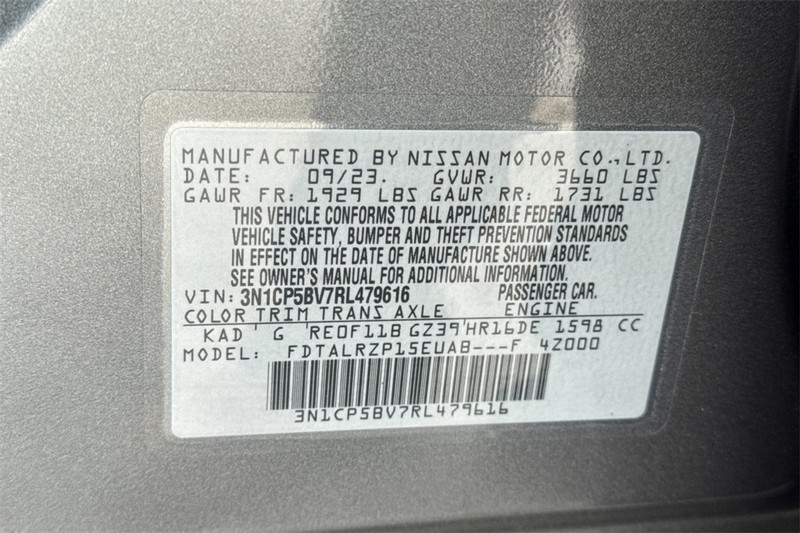 MANUFACTURED BY NISSAN MOTOR CO.,LTD.
DATE: 09/23. GVWR: 3660 LBS
GAWR FR: 1929 LBS GAWR RR: 1731 LBS
THIS VEHICLE CONFORMS TO ALL APPLICABLE FEDERAL MOTOR
VEHICLE SAFETY, BUMPER AND THEFT PREVENTION STANDARDS
IN EFFECT ON THE DATE OF MANUFACTURE SHOWN ABOVE.
SEE OWNER'S MANUAL FOR ADDITIONAL INFORMATION.
VIN: 3N1CP5BV7RL479616 PASSENGER CAR.
COLOR TRIM TRANS AXLE ENGINE
KAD ' G 'RE0F11B GZ39'HR16DE 1598 CC
MODEL: FDTALRZP15EUAB---F 4Z000
3N1CP5BV7RL479616